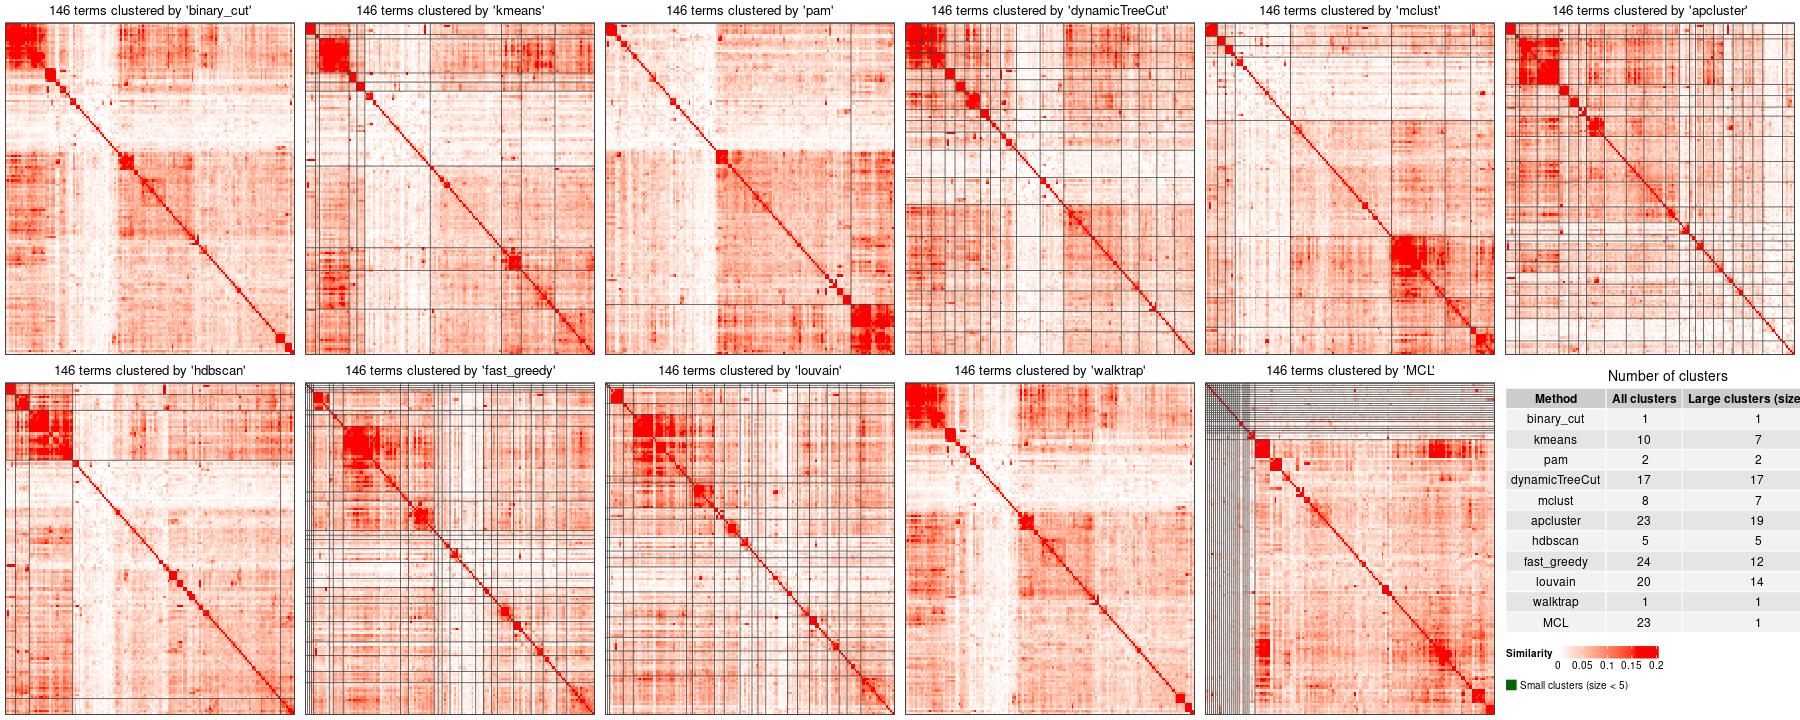 146 terms clustered by 'binary_cut'
146 terms clustered by 'kmeans'
146 terms clustered by 'pam'
146 terms clustered by 'dynamicTreeCut'
146 terms clustered by 'mclust'
146 terms clustered by 'apcluster'
146 terms clustered by 'hdbscan'
146 terms clustered by 'fast_greedy'
146 terms clustered by 'louvain'
146 terms clustered by 'walktrap'
146 terms clustered by 'MCL'
Number of clusters
Method All clusters Large clusters (size
binary_cut 1 1
kmeans 10 7
pam 2 2
dynamicTreeCut 17 17
mclust 8 7
apcluster 23 19
hdbscan 5 5
fast_greedy 24 12
louvain 20 14
walktrap 1 1
MCL 23 1
Similarity
0 0.05 0.1 0.15 0.2
Small clusters (size < 5)